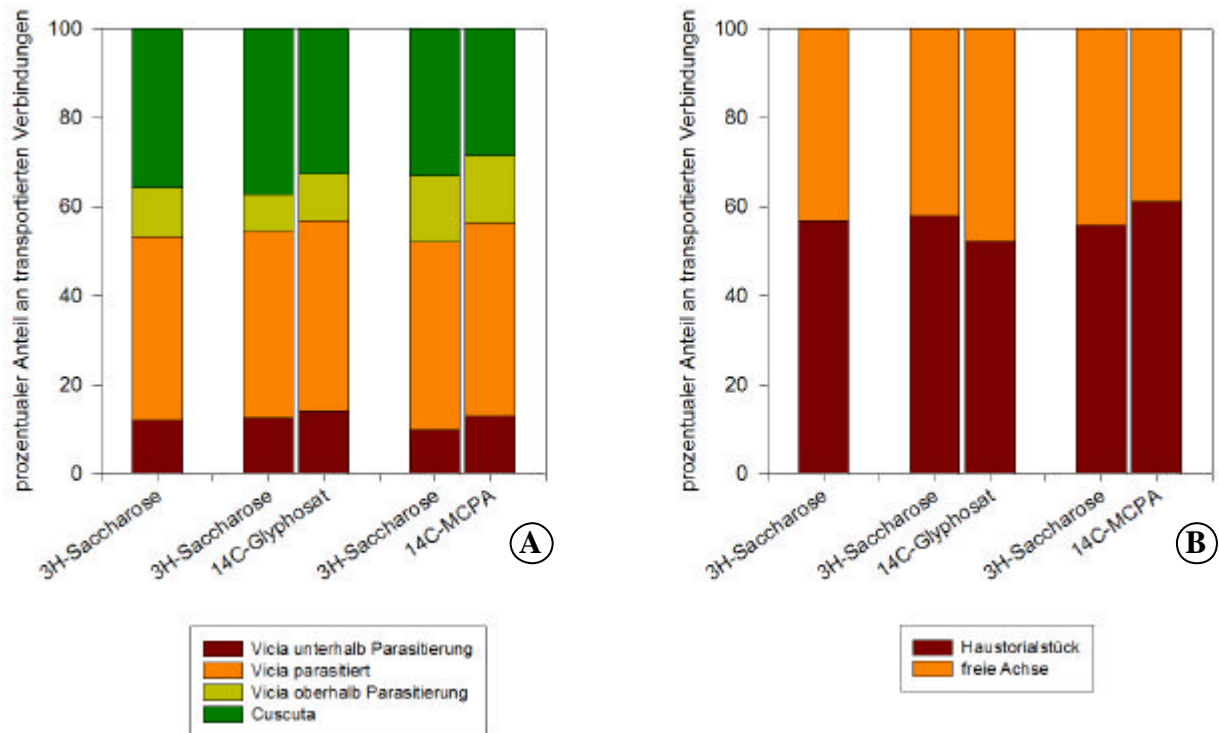 prozentualer Anteil an transportierten Verbindungen
100
80
60
40
20
0
3H-Saccharose
3H-Saccharose
14C-Glyphosat
3H-Saccharose
14C-MCPA
A
Vicia unterhalb Parasitierung
Vicia parasitiert
Vicia oberhalb Parasitierung
Cuscuta
prozentualer Anteil an transportierten Verbindungen
100
80
60
40
20
0
3H-Saccharose
3H-Saccharose
14C-Glyphosat
3H-Saccharose
14C-MCPA
B
Haustorialstück
freie Achse